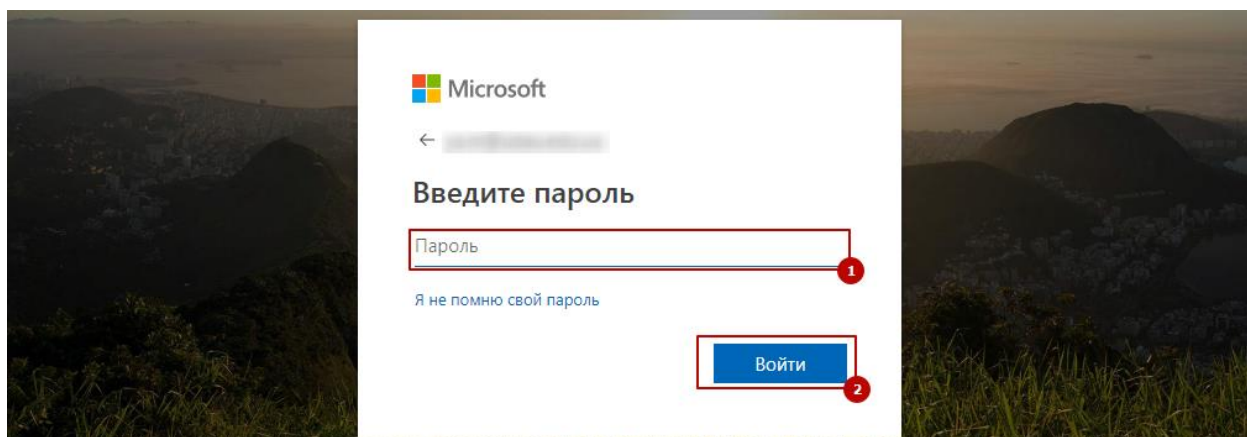 Microsoft
←
Введите пароль
Пароль
1
Я не помню свой пароль
Войти
2